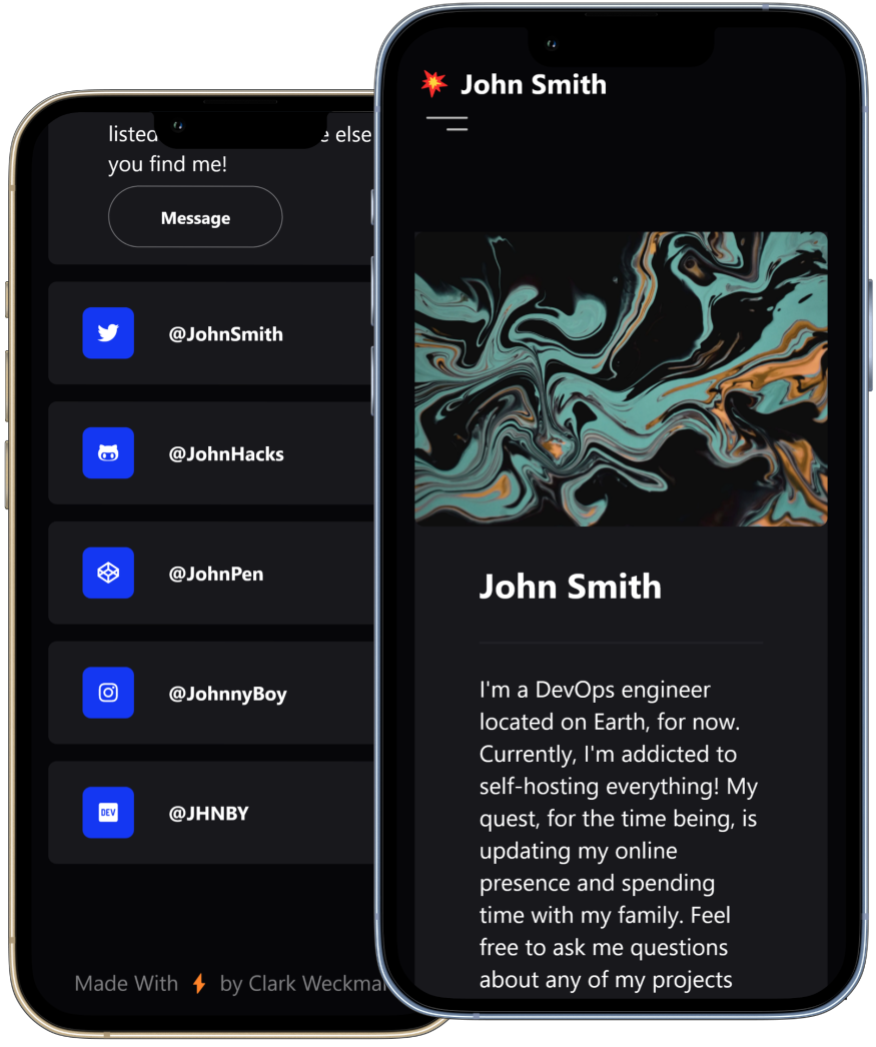 listed
e else
you find me!
Message
@JohnSmith
@JohnHacks
@JohnPen
@JohnnyBoy
DEV
@JHNBY
Made With ⚡ by Clark Weckma
💥 John Smith
John Smith
I'm a DevOps engineer
located on Earth, for now.
Currently, I'm addicted to
self-hosting everything! My
quest, for the time being, is
updating my online
presence and spending
time with my family. Feel
free to ask me questions
about any of my projects